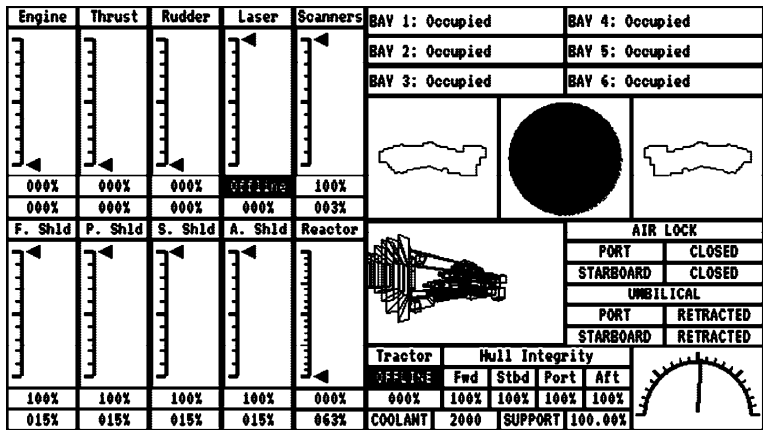 Engine Thrust Rudder Laser Scanners
000% 000% 000% Offline 100%
000% 000% 000% 000% 003%
F. Shld P. Shld S. Shld A. Shld Reactor
100% 100% 100% 100% 000%
015% 015% 015% 015% 063%
BAY 1: Occupied BAY 4: Occupied
BAY 2: Occupied BAY 5: Occupied
BAY 3: Occupied BAY 6: Occupied
AIR LOCK
PORT CLOSED
STARBOARD CLOSED
UMBILICAL
PORT RETRACTED
STARBOARD RETRACTED
Tractor Hull Integrity
OFFLINE Fwd Stbd Port Aft
000% 100% 100% 100% 100%
COOLANT 2000 SUPPORT 100.00%